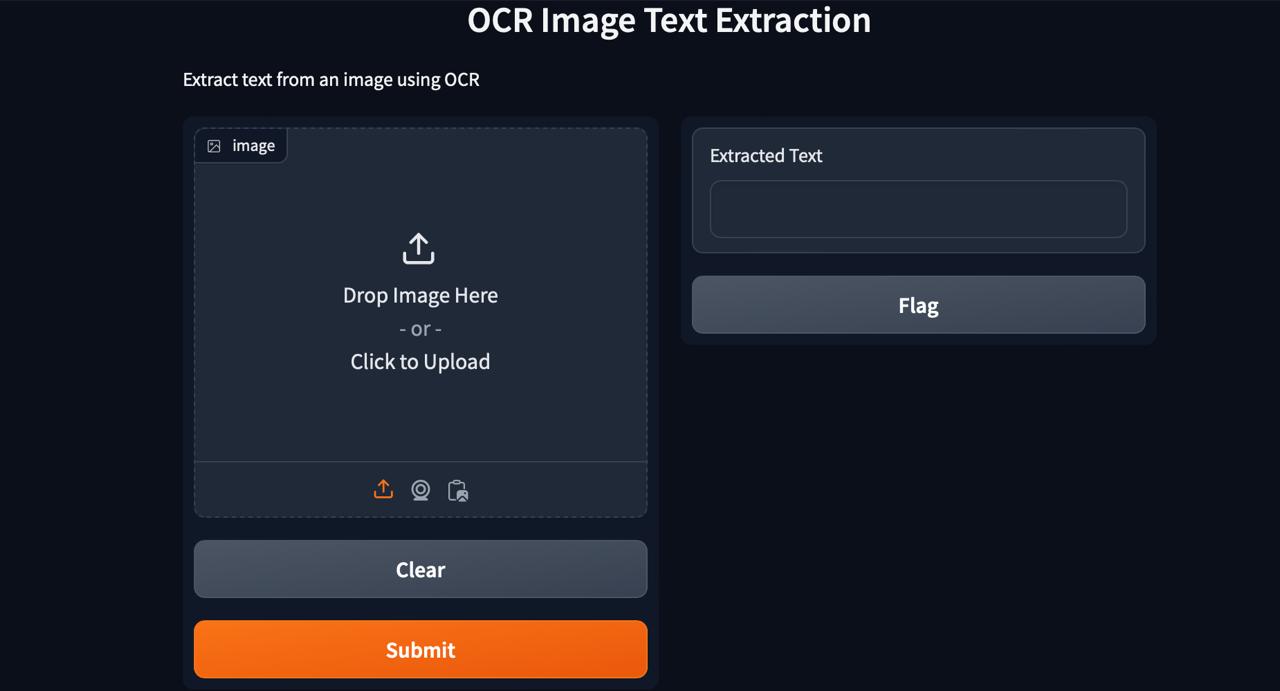 OCR Image Text Extraction
Extract text from an image using OCR
image
Drop Image Here
- or -
Click to Upload
Clear
Submit
Extracted Text
Flag